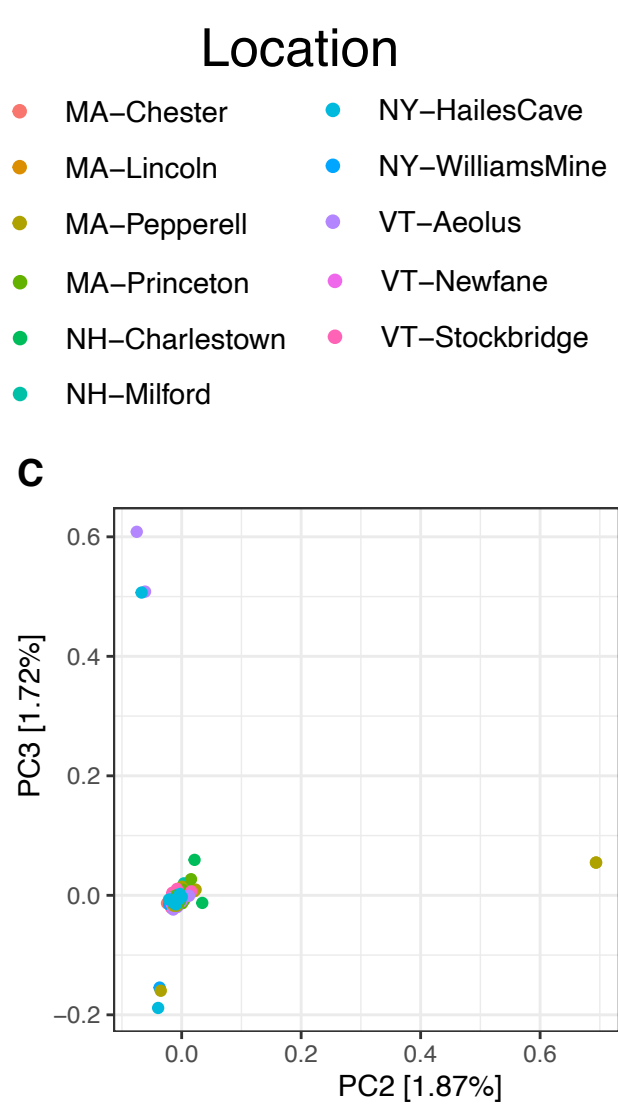 Location
MA−Chester
MA−Lincoln
MA−Pepperell
MA−Princeton
NH−Charlestown
NH−Milford
NY−HailesCave
NY−WilliamsMine
VT−Aeolus
VT−Newfane
VT−Stockbridge
C
PC3 [1.72%]
0.6
0.4
0.2
0.0
−0.2
0.0 0.2 0.4 0.6
PC2 [1.87%]